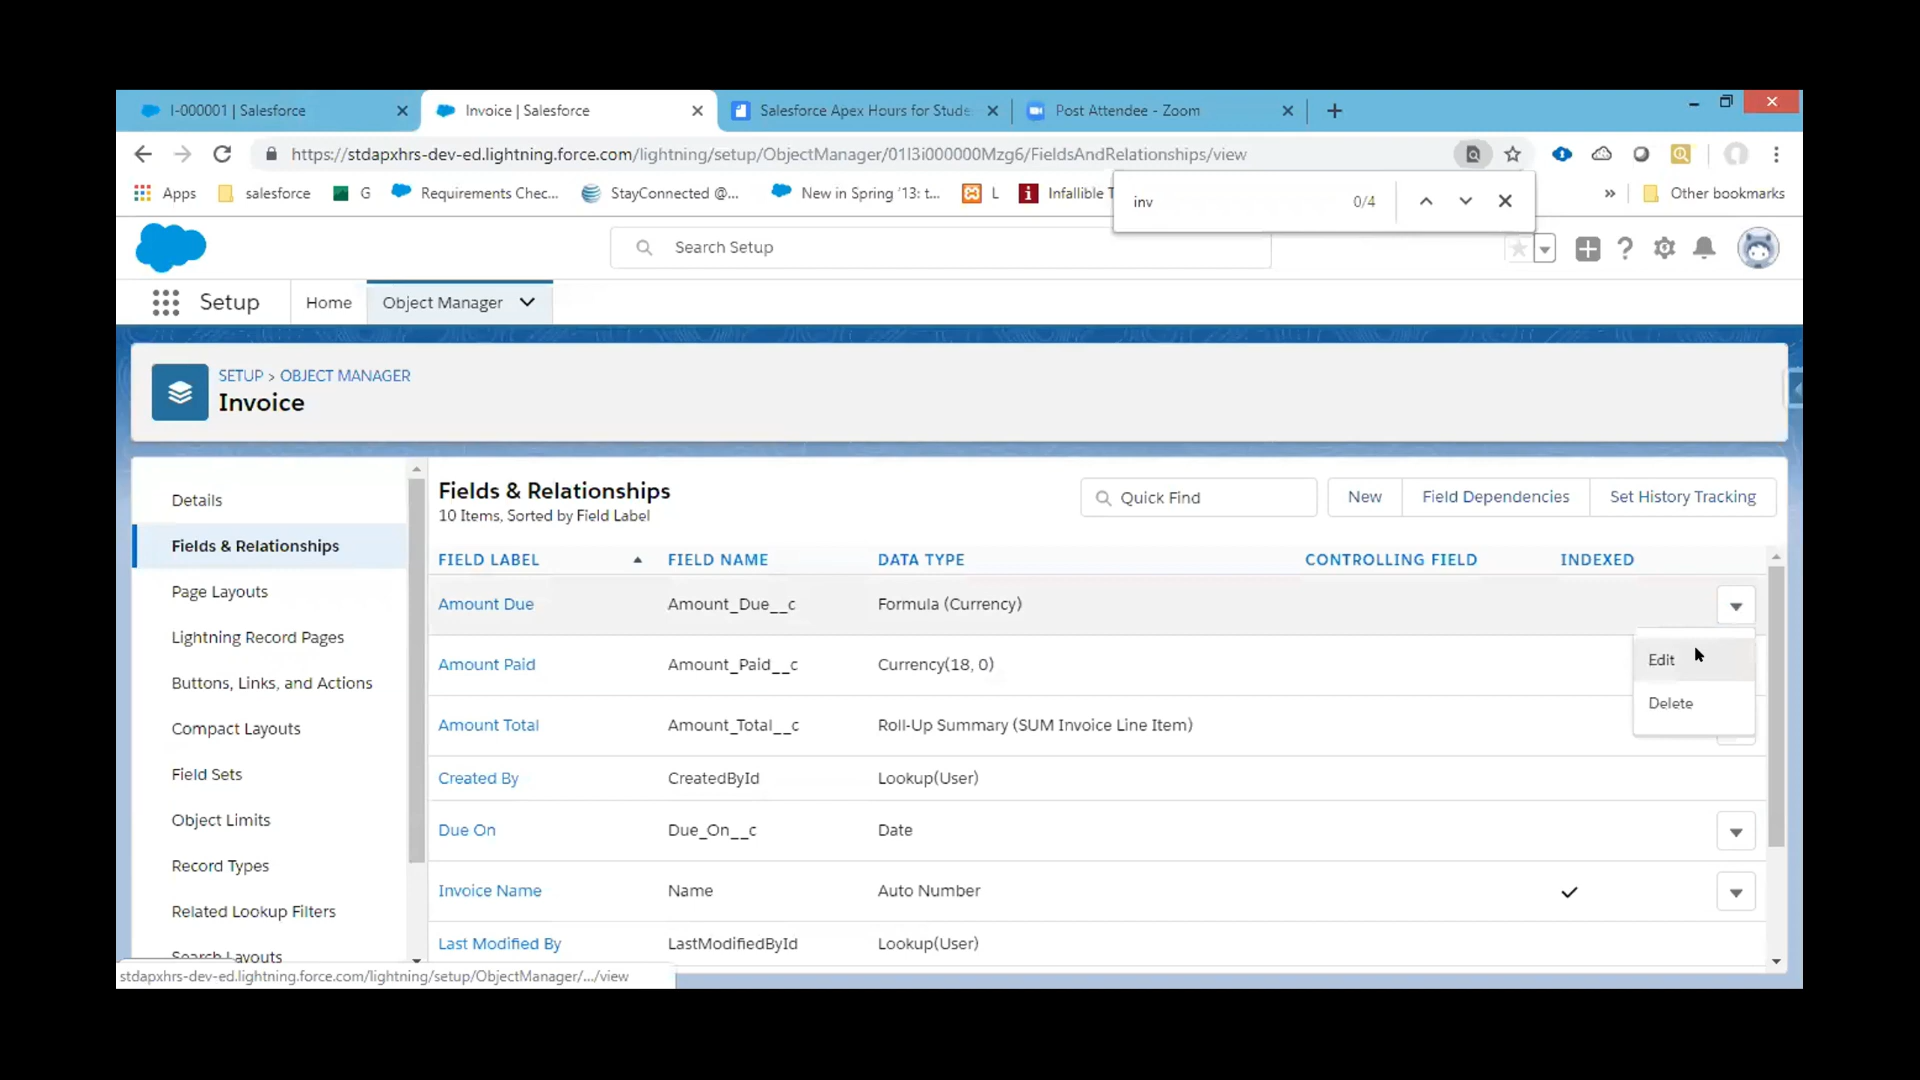 I-000001 | Salesforce
Invoice | Salesforce
Salesforce Apex Hours for Stude
Post Attendee - Zoom
https://stdapxhrs-dev-ed.lightning.force.com/lightning/setup/ObjectManager/01I3i000000Mzg6/FieldsAndRelationships/view
Apps
salesforce
G
Requirements Chec...
StayConnected @...
New in Spring '13: t...
L
Infallible T
»
Other bookmarks
inv
0/4
Search Setup
Setup
Home
Object Manager
SETUP > OBJECT MANAGER
Invoice
Details
Fields & Relationships
Page Layouts
Lightning Record Pages
Buttons, Links, and Actions
Compact Layouts
Field Sets
Object Limits
Record Types
Related Lookup Filters
Search Layouts
Fields & Relationships
10 Items, Sorted by Field Label
Quick Find
New
Field Dependencies
Set History Tracking
FIELD LABEL FIELD NAME DATA TYPE CONTROLLING FIELD INDEXED
Amount Due Amount_Due__c Formula (Currency)
Amount Paid Amount_Paid__c Currency(18, 0)
Amount Total Amount_Total__c Roll-Up Summary (SUM Invoice Line Item)
Created By CreatedById Lookup(User)
Due On Due_On__c Date
Invoice Name Name Auto Number
Last Modified By LastModifiedById Lookup(User)
Edit
Delete
stdapxhrs-dev-ed.lightning.force.com/lightning/setup/ObjectManager/.../view